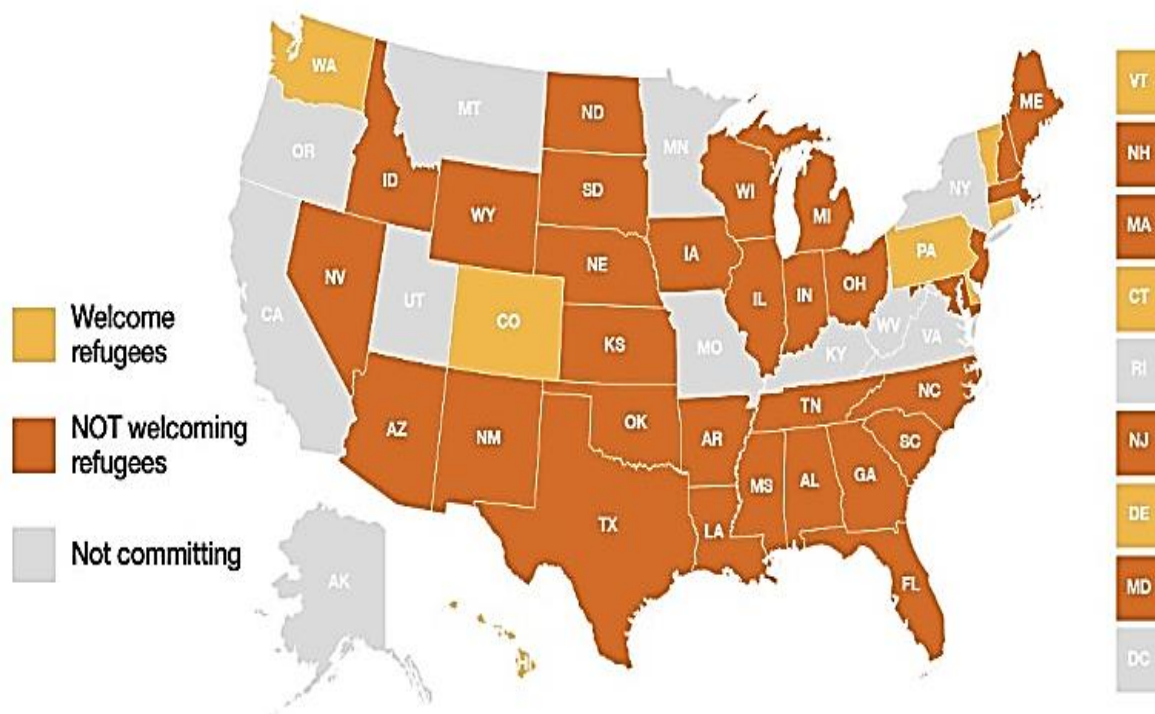 WA
MT
ND
MN
ME
OR
ID
SD
WI
MI
NY
WY
IA
PA
NE
NV
UT
CO
IL
IN
OH
CA
KS
MO
WV
VA
KY
AZ
NM
OK
AR
TN
NC
SC
MS
AL
GA
TX
LA
FL
AK
HI
Welcome
refugees
NOT welcoming
refugees
Not committing
VT
NH
MA
CT
RI
NJ
DE
MD
DC